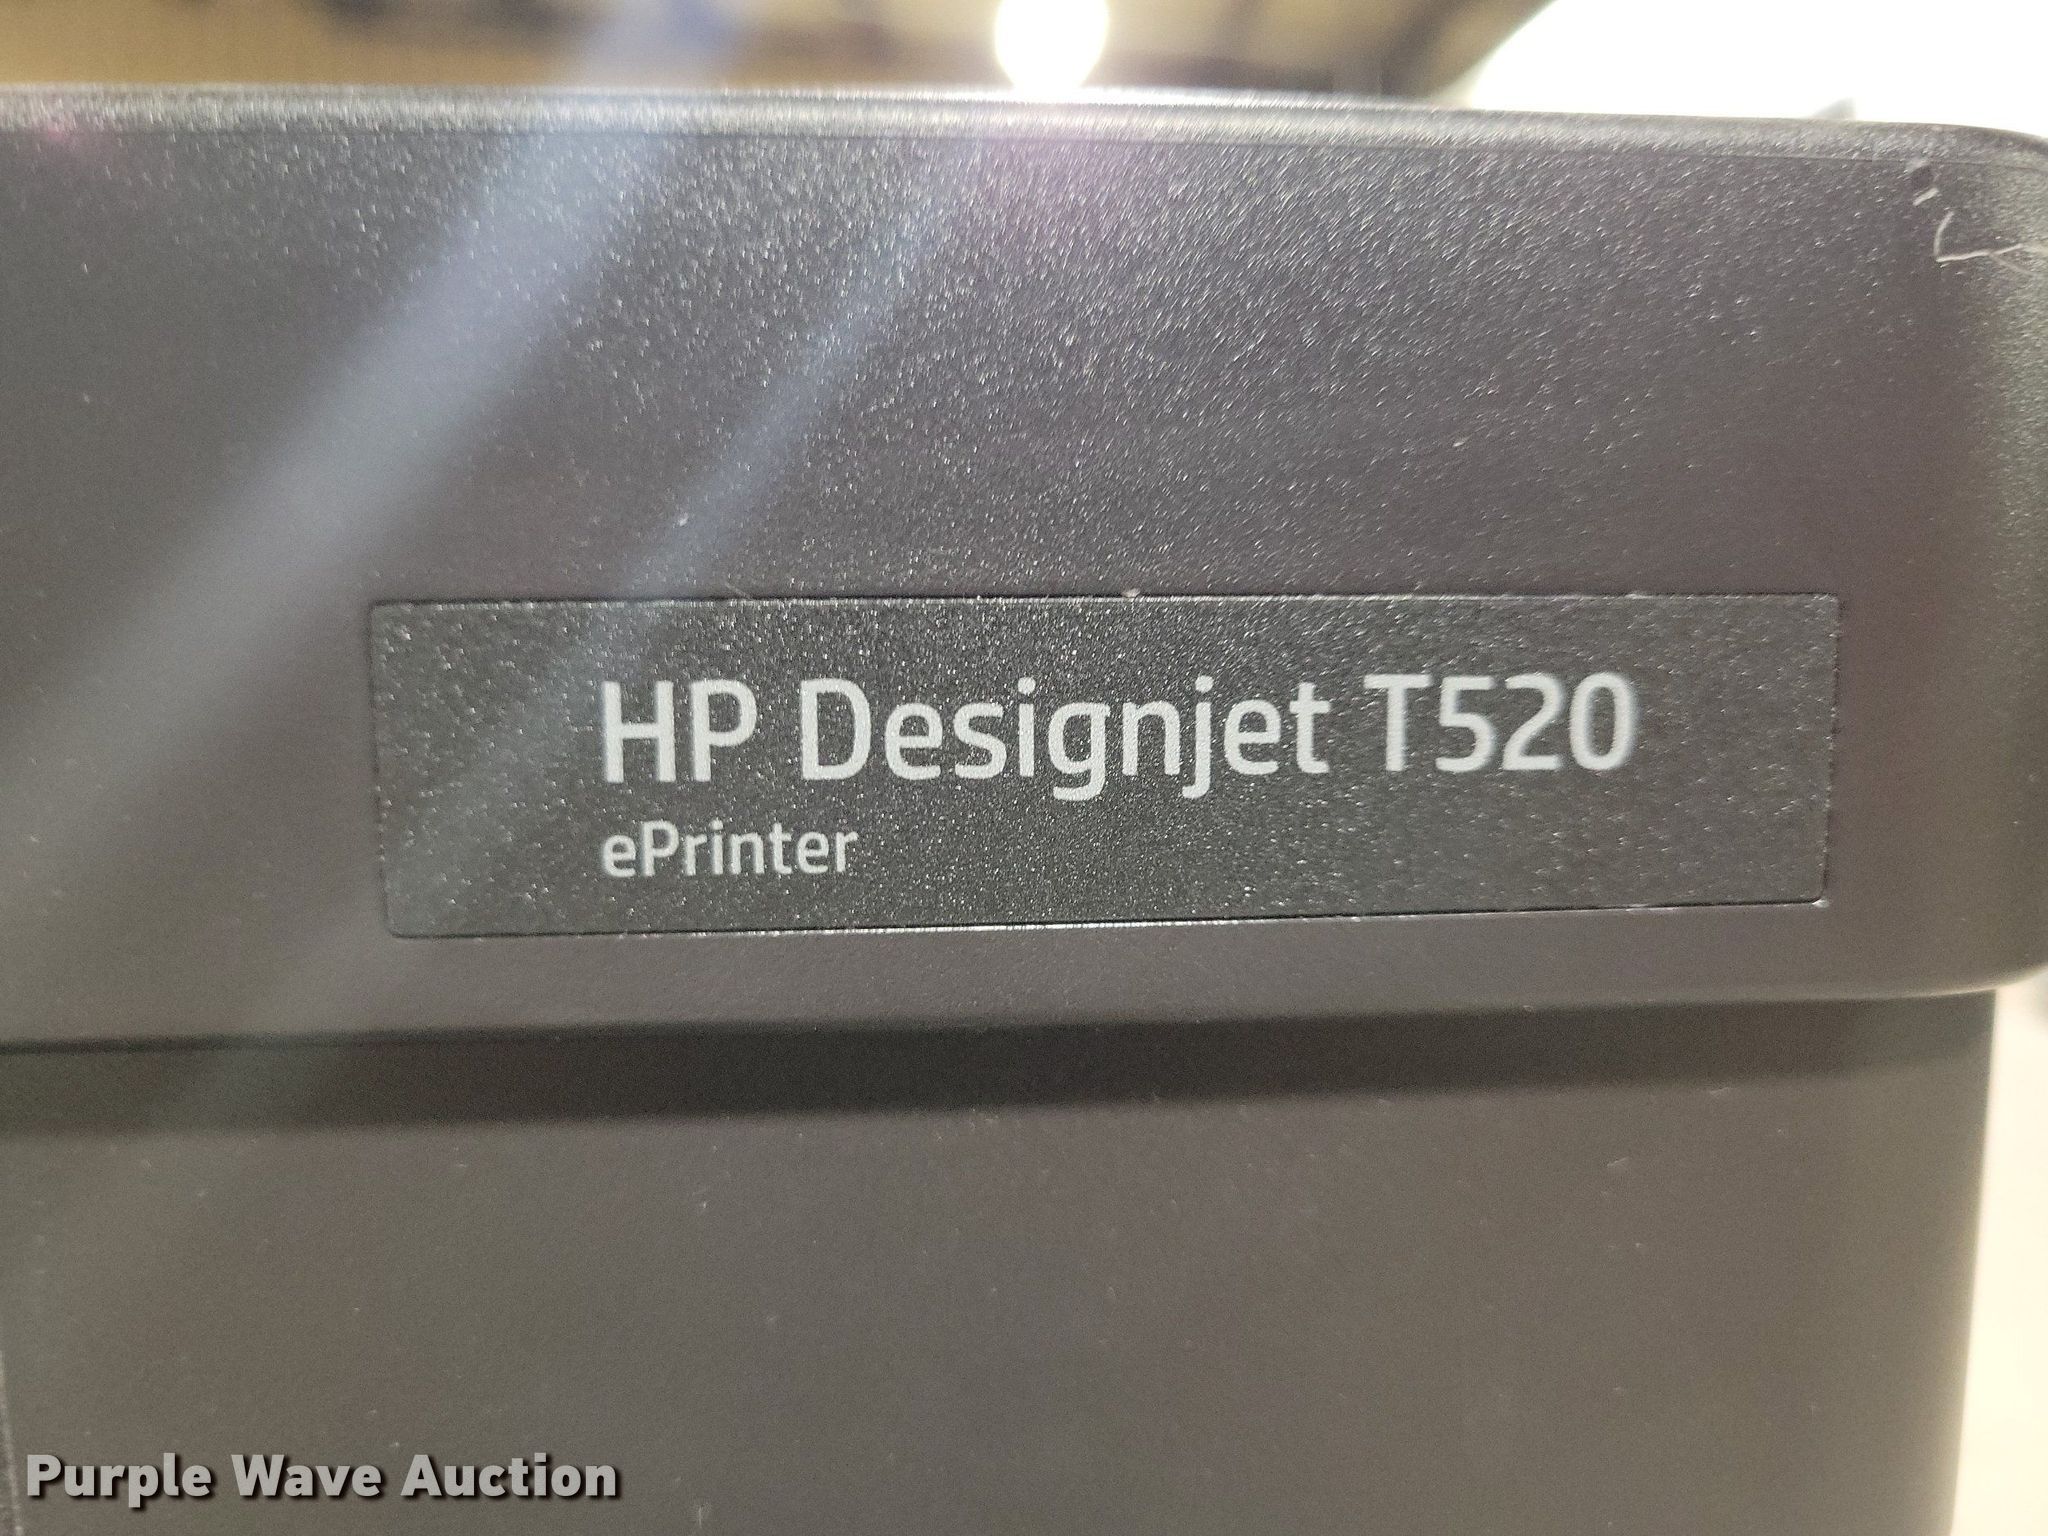 HP Designjet T520
ePrinter
Purple Wave Auction